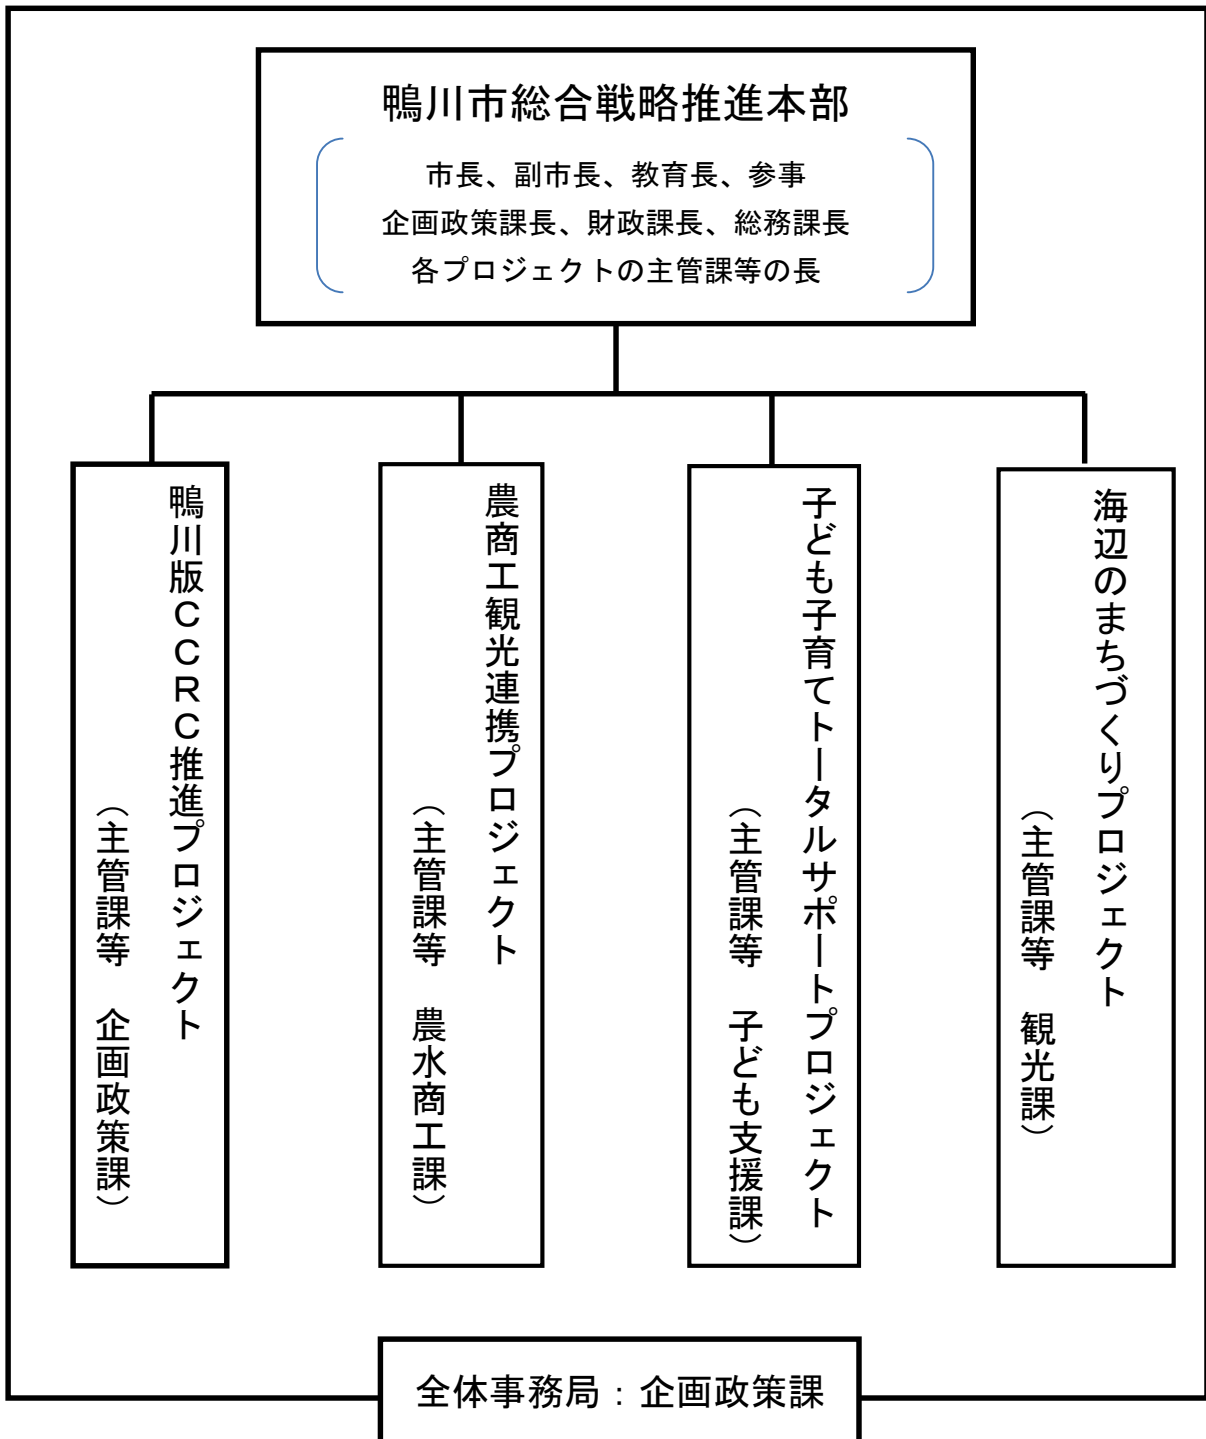 鴨川市総合戦略推進本部
市長、副市長、教育長、参事
企画政策課長、財政課長、総務課長
各プロジェクトの主管課等の長
海辺のまちづくりプロジェクト
（主管課等　観光課）
子ども子育てトータルサポートプロジェクト
（主管課等　子ども支援課）
農商工観光連携プロジェクト
（主管課等　農水商工課）
鴨川版ＣＣＲＣ推進プロジェクト
（主管課等　企画政策課）
全体事務局：企画政策課